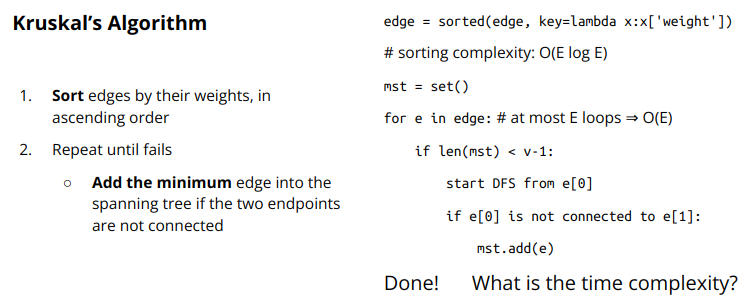 Kruskal's Algorithm
1. Sort edges by their weights, in
ascending order
2. Repeat until fails
○ Add the minimum edge into the
spanning tree if the two endpoints
are not connected
edge = sorted(edge, key=lambda x:x['weight'])
# sorting complexity: O(E log E)
mst = set()
for e in edge: # at most E loops ⇒ O(E)
if len(mst) < v-1:
start DFS from e[0]
if e[0] is not connected to e[1]:
mst.add(e)
Done! What is the time complexity?